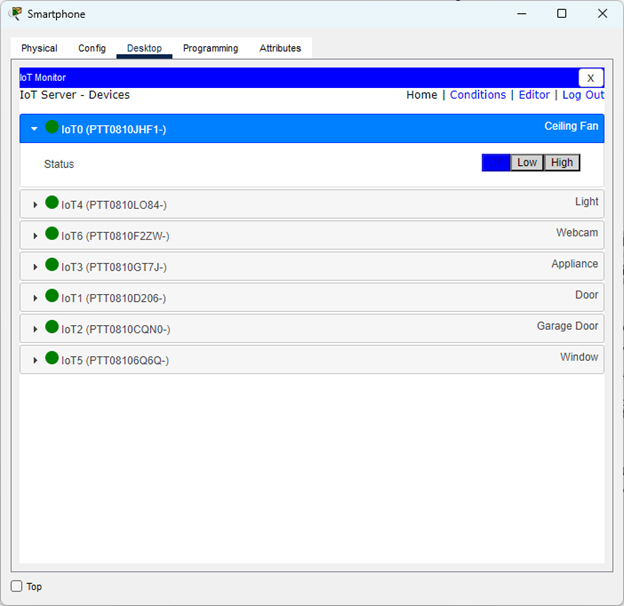 Smartphone
Physical Config Desktop Programming Attributes
IoT Monitor X
IoT Server - Devices Home | Conditions | Editor | Log Out
IoT0 (PTT0810JHF1-) Ceiling Fan
Status Low High
IoT4 (PTT0810LO84-) Light
IoT6 (PTT0810F2ZW-) Webcam
IoT3 (PTT0810GT7J-) Appliance
IoT1 (PTT0810D206-) Door
IoT2 (PTT0810CQN0-) Garage Door
IoT5 (PTT08106Q6Q-) Window
Top